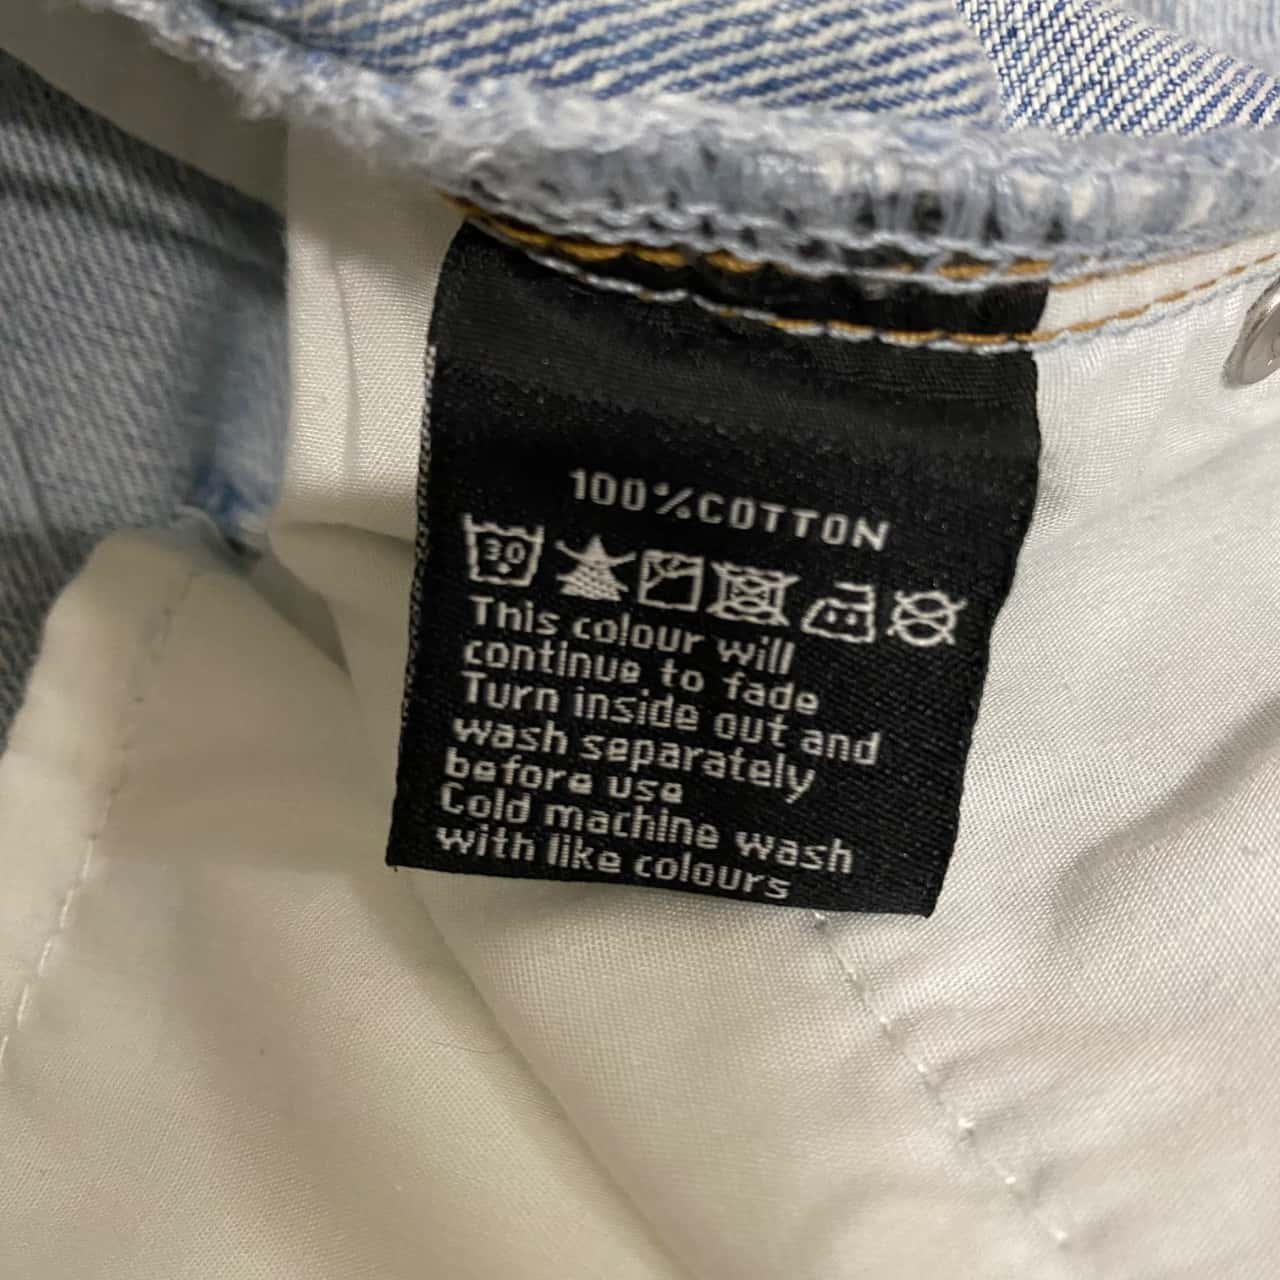 100%COTTON
30
This colour will
continue to fade
Turn inside out and
wash separately
before use
Cold machine wash
with like colours